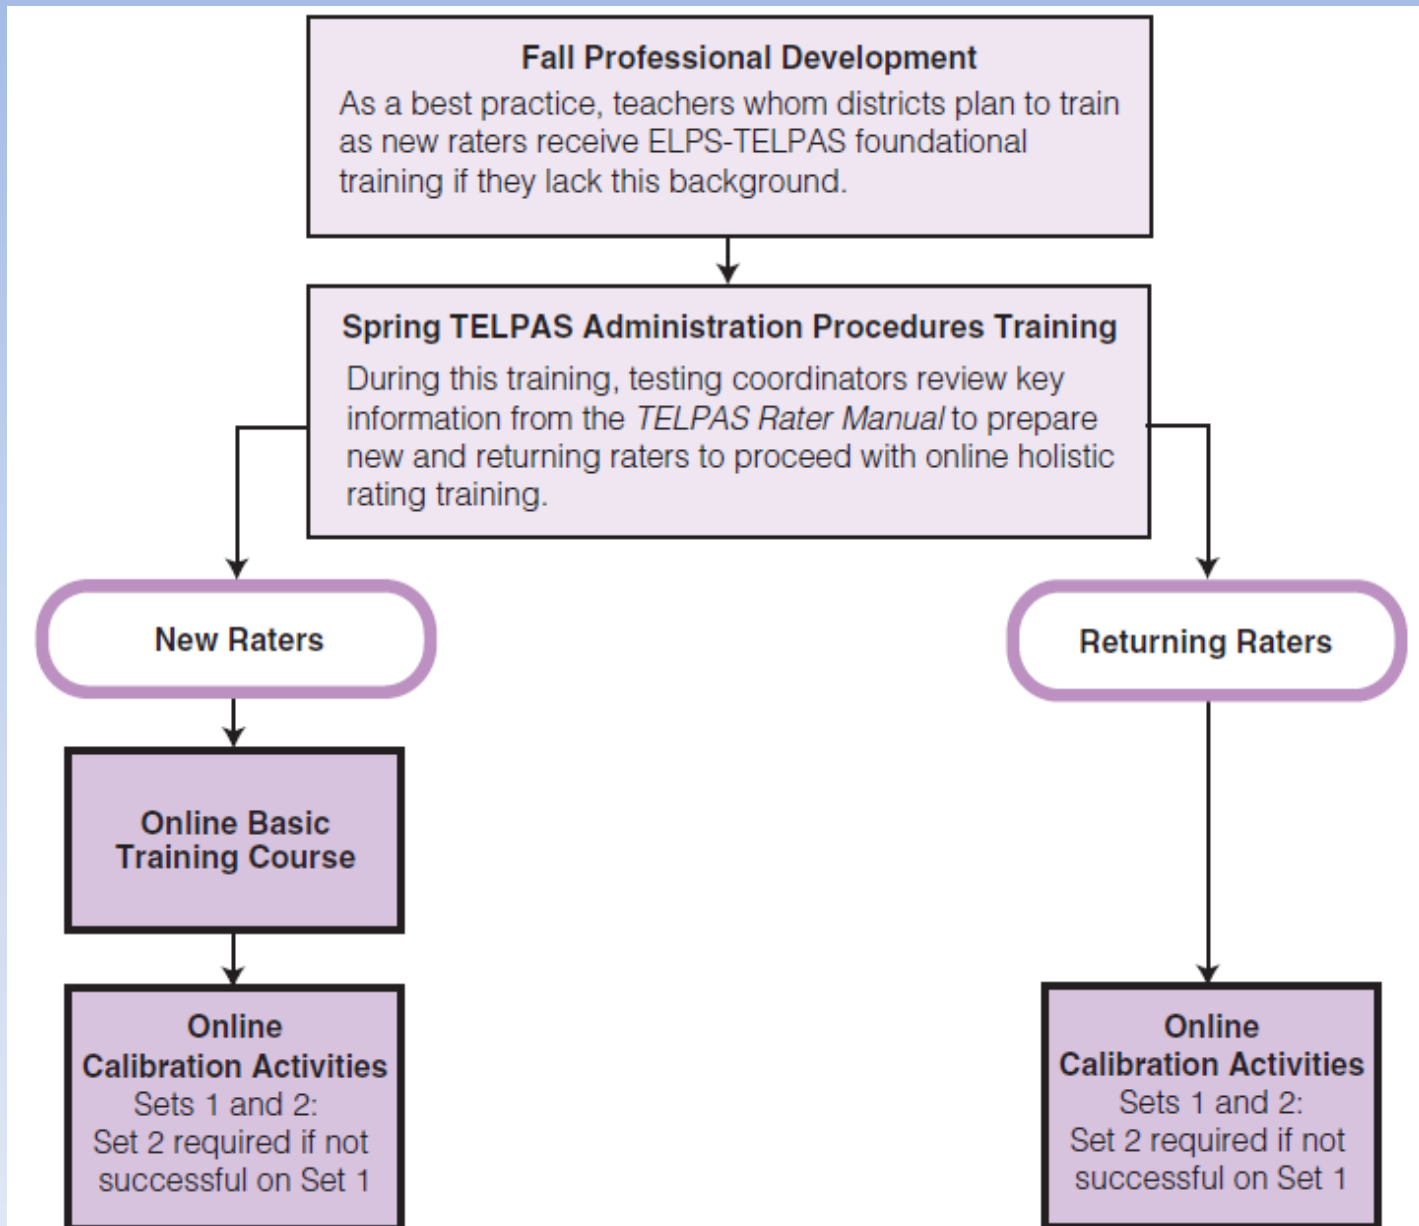 Fall Professional Development
As a best practice, teachers whom districts plan to train
as new raters receive ELPS-TELPAS foundational
training if they lack this background.
Spring TELPAS Administration Procedures Training
During this training, testing coordinators review key
information from the TELPAS Rater Manual to prepare
new and returning raters to proceed with online holistic
rating training.
New Raters
Returning Raters
Online Basic
Training Course
Online
Calibration Activities
Sets 1 and 2:
Set 2 required if not
successful on Set 1
Online
Calibration Activities
Sets 1 and 2:
Set 2 required if not
successful on Set 1